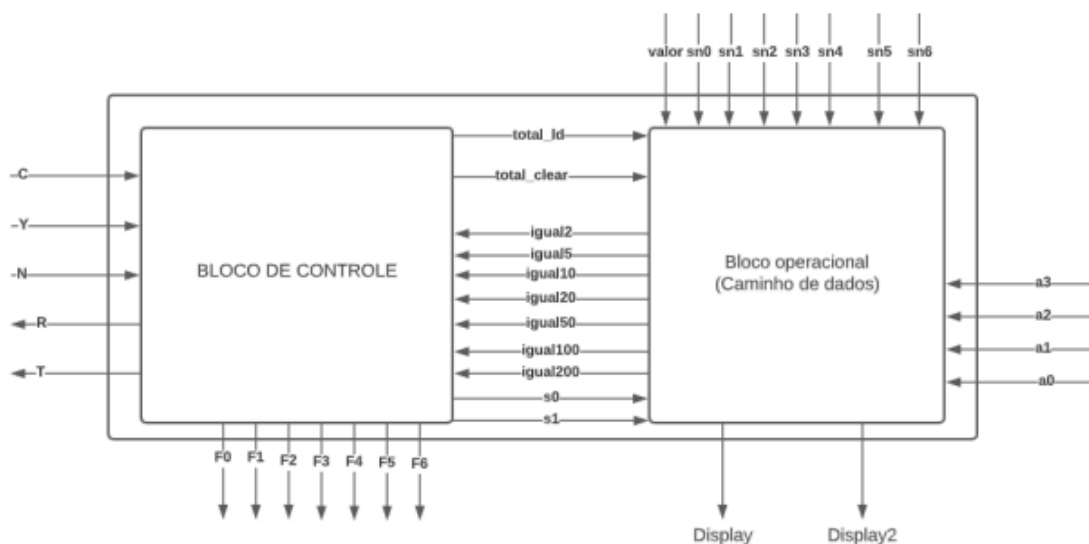 valor sn0 sn1 sn2 sn3 sn4 sn5 sn6
total_ld
C
total_clear
Y
igual2
igual5
N
BLOCO DE CONTROLE
igual10
Bloco operacional
(Caminho de dados)
a3
igual20
R
igual50
a2
igual100
a1
T
igual200
a0
s0
s1
F0 F1 F2 F3 F4 F5 F6
Display Display2